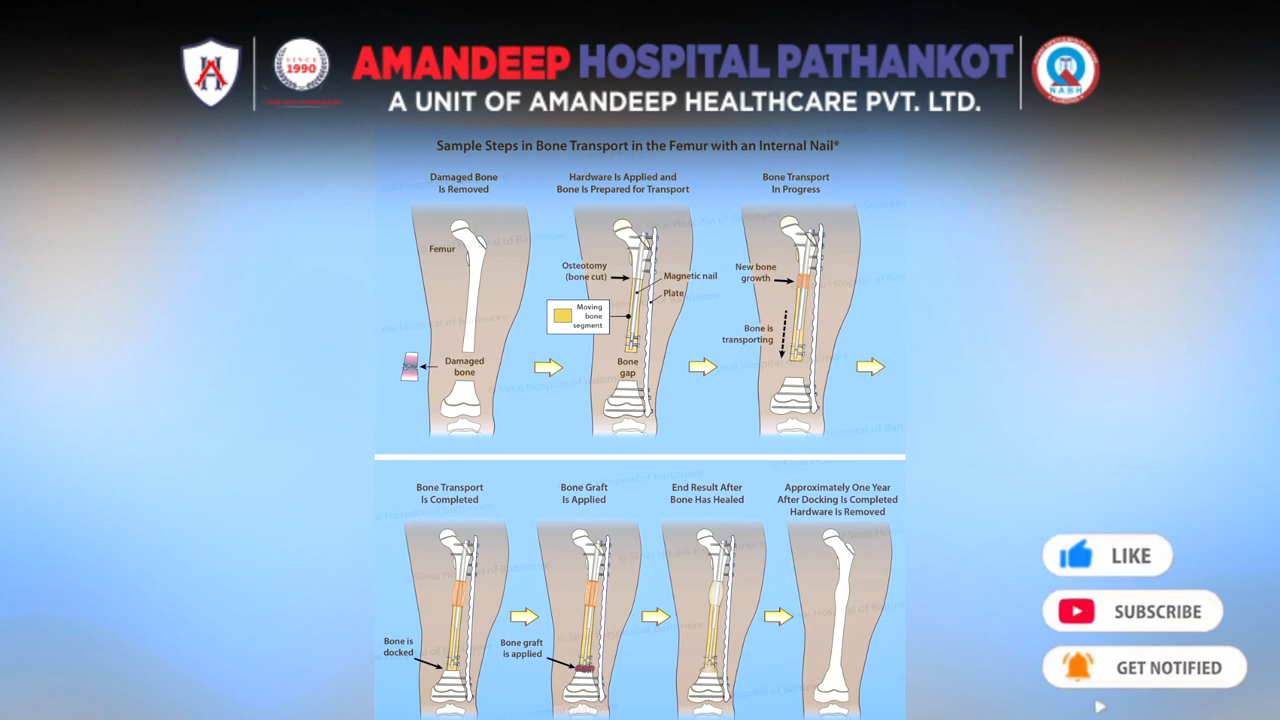 SINCE
1990
AMANDEEP HOSPITAL PATHANKOT
A UNIT OF AMANDEEP HEALTHCARE PVT. LTD.
NABH
Sample Steps in Bone Transport in the Femur with an Internal Nail*
Damaged Bone
Is Removed
Hardware Is Applied and
Bone Is Prepared for Transport
Bone Transport
In Progress
Femur
Damaged
bone
Osteotomy
(bone cut)
Magnetic nail
Plate
Moving
bone
segment
Bone
gap
New bone
growth
Bone is
transporting
Bone Transport
Is Completed
Bone Graft
Is Applied
End Result After
Bone Has Healed
Approximately One Year
After Docking Is Completed
Hardware Is Removed
Bone is
docked
Bone graft
is applied
LIKE
SUBSCRIBE
GET NOTIFIED